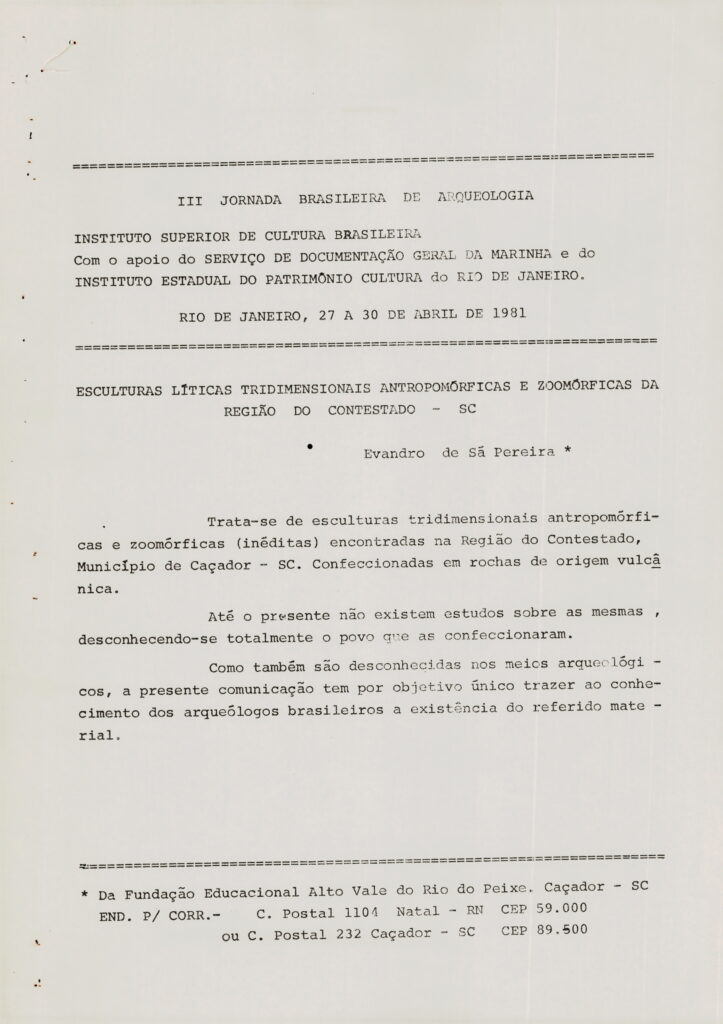 ================================================================
III JORNADA BRASILEIRA DE ARQUEOLOGIA
INSTITUTO SUPERIOR DE CULTURA BRASILEIRA
Com o apoio do SERVIÇO DE DOCUMENTAÇÃO GERAL DA MARINHA e do
INSTITUTO ESTADUAL DO PATRIMÔNIO CULTURA do RIO DE JANEIRO.
RIO DE JANEIRO, 27 A 30 DE ABRIL DE 1981
================================================================
ESCULTURAS LÍTICAS TRIDIMENSIONAIS ANTROPOMÓRFICAS E ZOOMÓRFICAS DA
REGIÃO DO CONTESTADO - SC
Evandro de Sá Pereira *
Trata-se de esculturas tridimensionais antropomórfi-
cas e zoomórficas (inéditas) encontradas na Região do Contestado,
Município de Caçador - SC. Confeccionadas em rochas de origem vulcâ
nica.
Até o presente não existem estudos sobre as mesmas ,
desconhecendo-se totalmente o povo que as confeccionaram.
Como também são desconhecidas nos meios arqueológi -
cos, a presente comunicação tem por objetivo único trazer ao conhe-
cimento dos arqueólogos brasileiros a existência do referido mate -
rial.
================================================================
* Da Fundação Educacional Alto Vale do Rio do Peixe. Caçador - SC
END. P/ CORR.- C. Postal 1104 Natal - RN CEP 59.000
ou C. Postal 232 Caçador - SC CEP 89.500